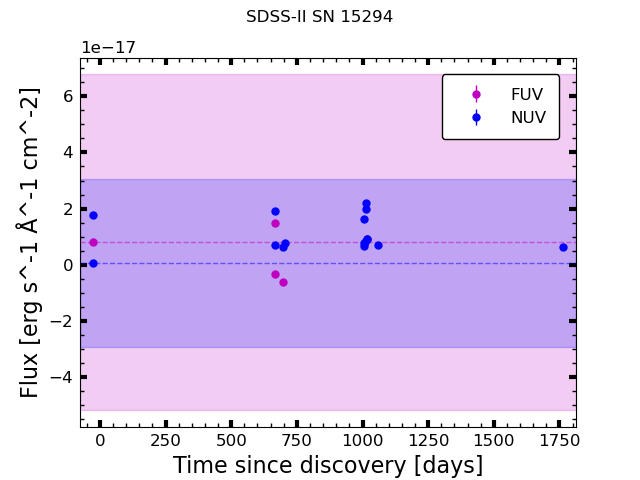 SDSS-II SN 15294
1e−17
FUV
NUV
6
4
2
0
−2
−4
Flux [erg s^-1 Å^-1 cm^-2]
0 250 500 750 1000 1250 1500 1750
Time since discovery [days]